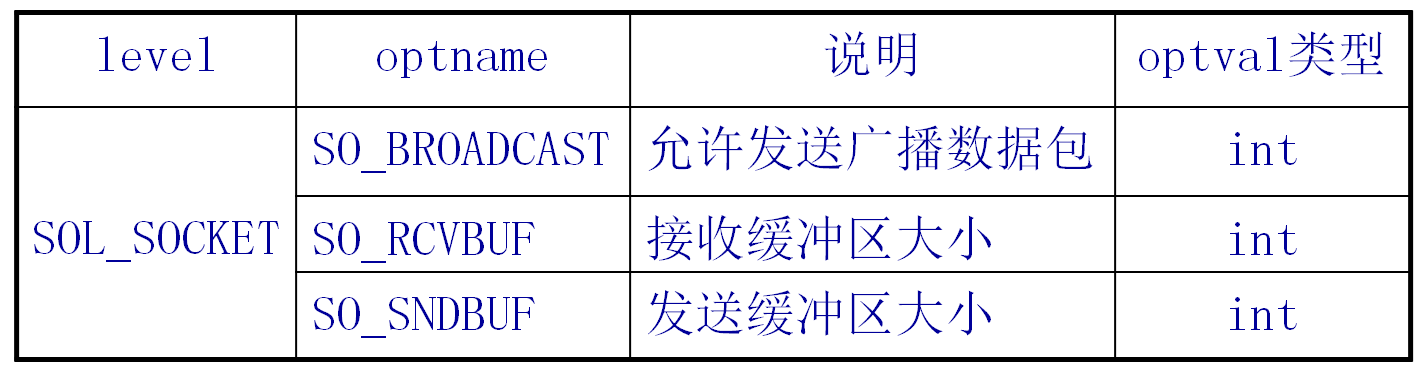 level optname 说明 optval类型
SO_BROADCAST 允许发送广播数据包 int
SOL_SOCKET SO_RCVBUF 接收缓冲区大小 int
SO_SNDBUF 发送缓冲区大小 int